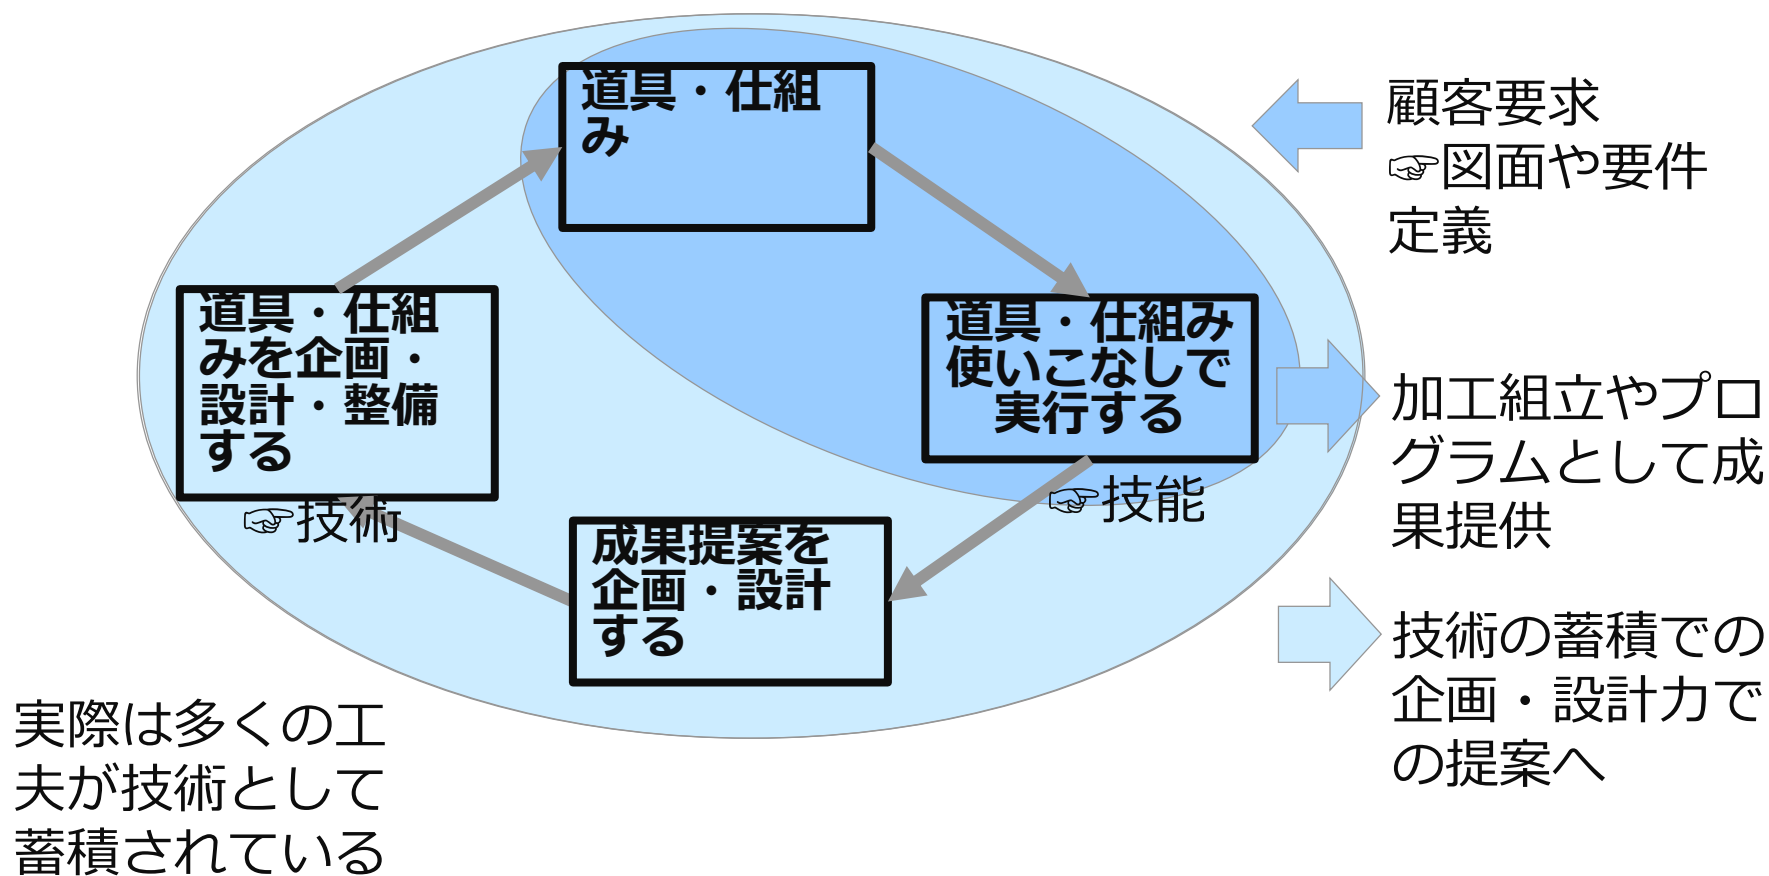 道具・仕組
み
顧客要求
☞図面や要件
定義
道具・仕組
みを企画・
設計・整備
する
道具・仕組み
使いこなしで
実行する
加工組立やプロ
グラムとして成
果提供
☞技術
☞技能
成果提案を
企画・設計
する
技術の蓄積での
企画・設計力で
の提案へ
実際は多くの工
夫が技術として
蓄積されている